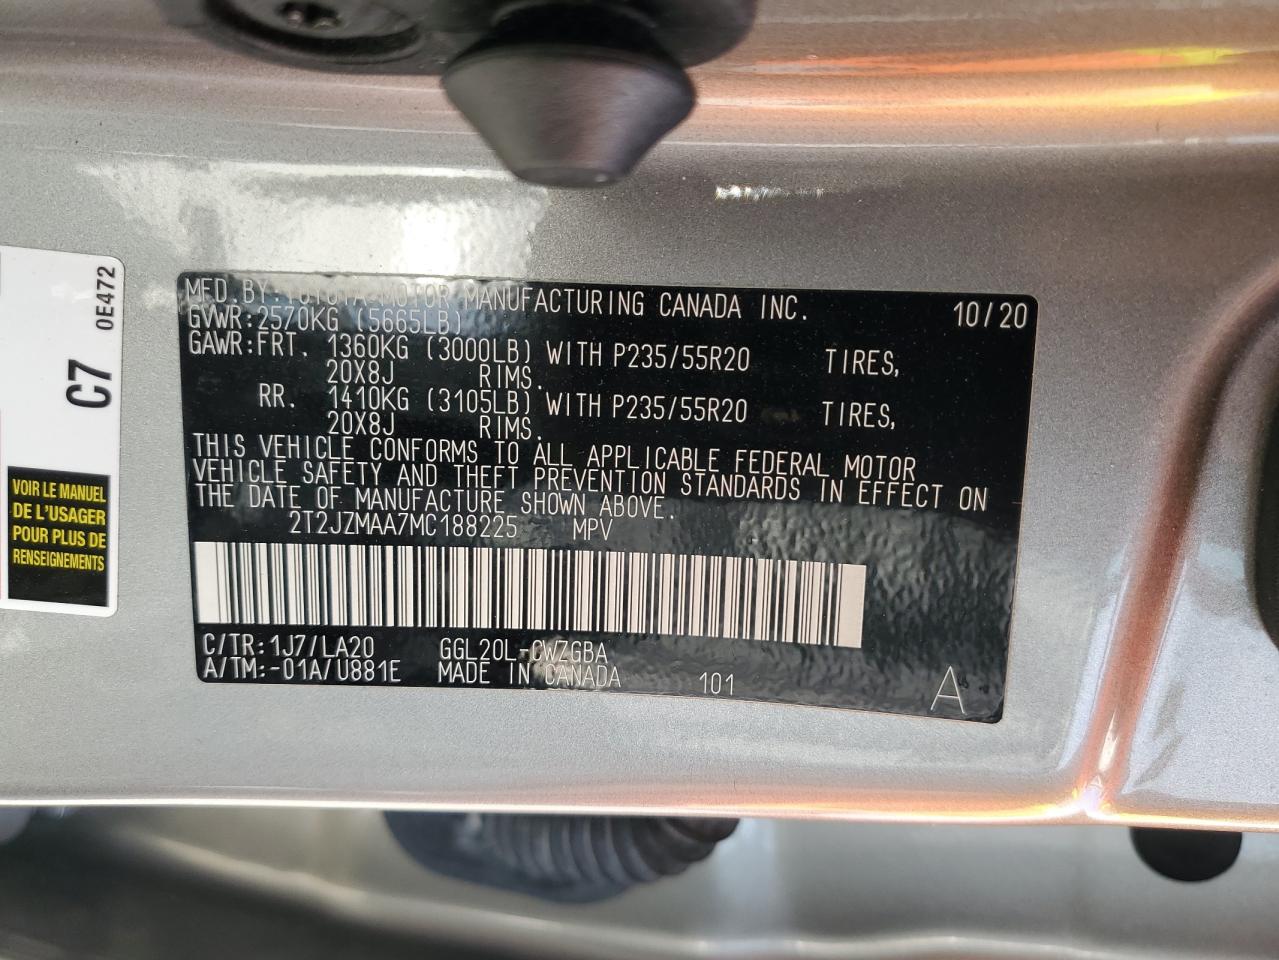 MFD.BY:TOYOTA MOTOR MANUFACTURING CANADA INC. 10/20
GVWR:2570KG (5665LB)
GAWR:FRT. 1360KG (3000LB) WITH P235/55R20 TIRES,
20X8J RIMS.
RR. 1410KG (3105LB) WITH P235/55R20 TIRES,
20X8J RIMS.
THIS VEHICLE CONFORMS TO ALL APPLICABLE FEDERAL MOTOR
VEHICLE SAFETY AND THEFT PREVENTION STANDARDS IN EFFECT ON
THE DATE OF MANUFACTURE SHOWN ABOVE.
2T2JZMAA7MC188225 MPV
C/TR:1J7/LA20 GGL20L-CWZGBA
A/TM:-01A/U881E MADE IN CANADA 101 A
C7 0E472
VOIR LE MANUEL
DE L'USAGER
POUR PLUS DE
RENSEIGNEMENTS